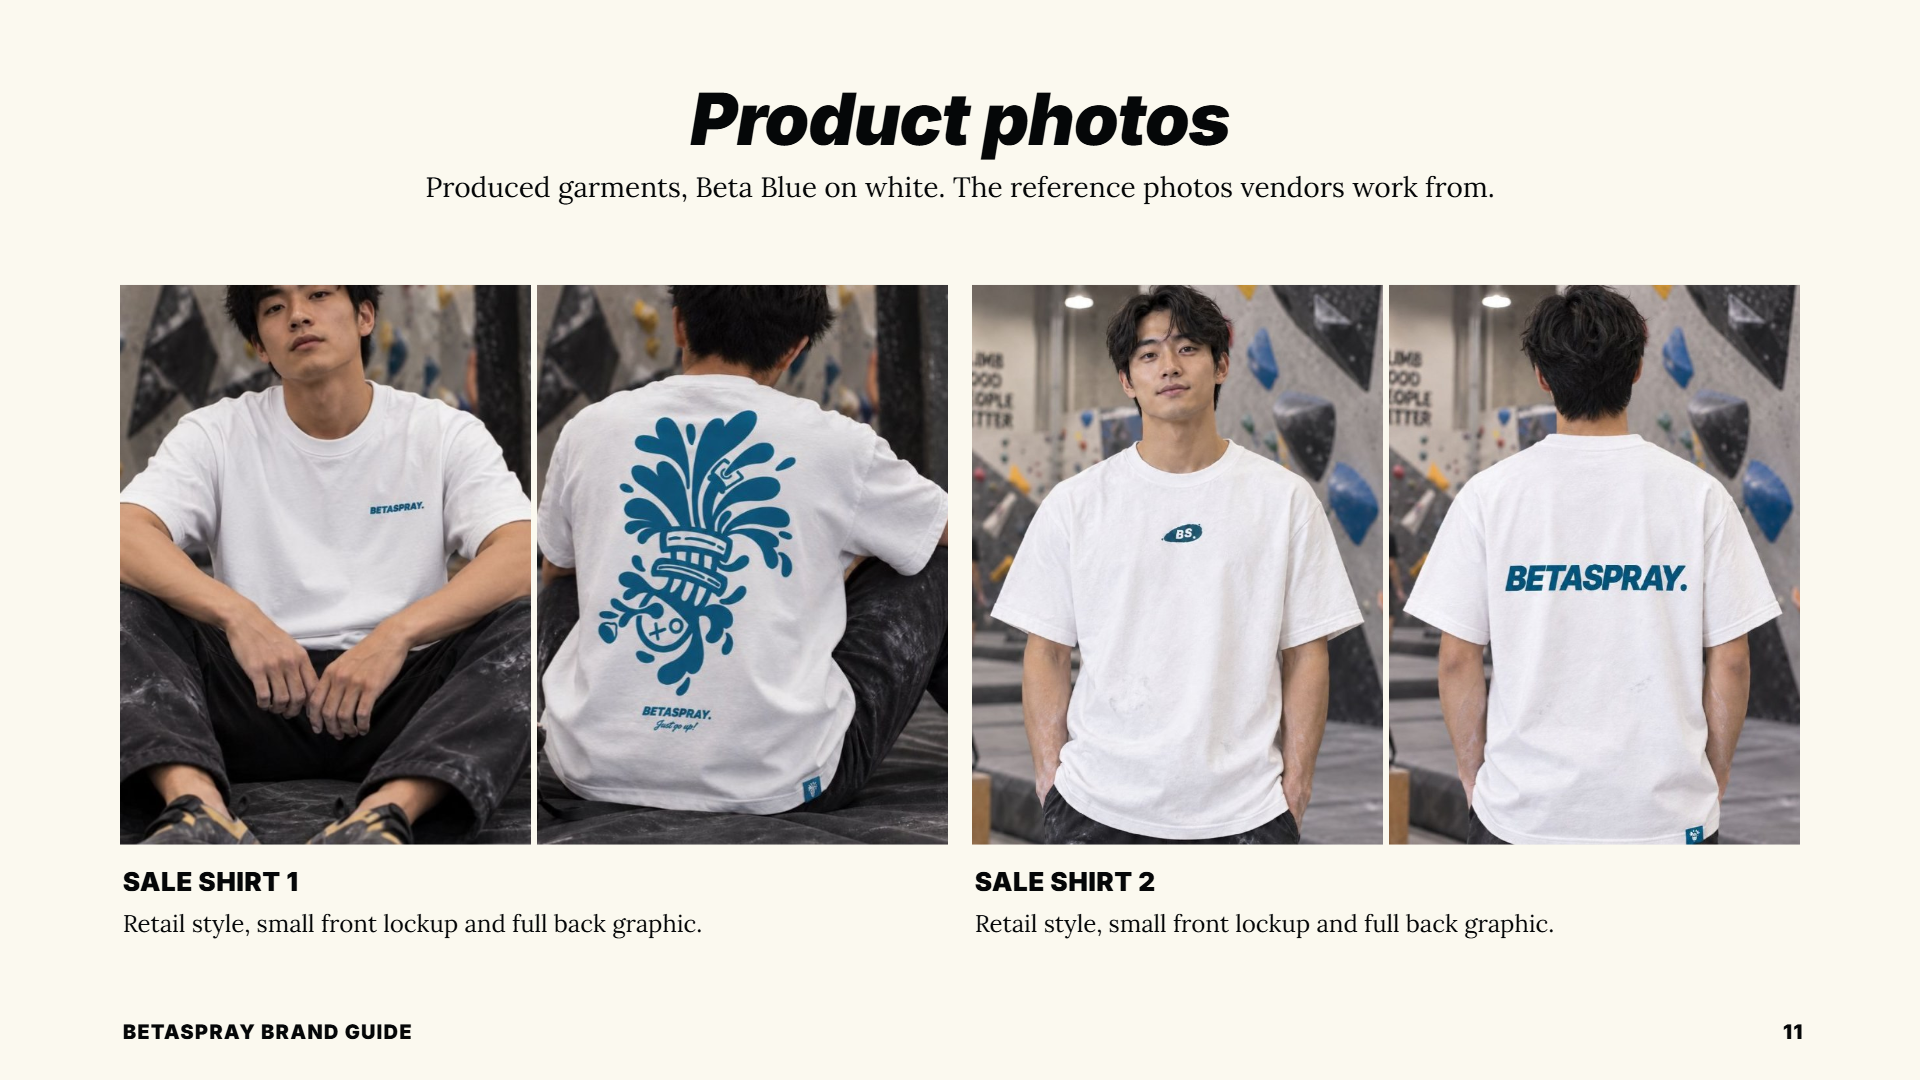 Product photos
Produced garments, Beta Blue on white. The reference photos vendors work from.
BETASPRAY.
BETASPRAY.
Just go up!
BS.
BETASPRAY.
SALE SHIRT 1
Retail style, small front lockup and full back graphic.
SALE SHIRT 2
Retail style, small front lockup and full back graphic.
BETASPRAY BRAND GUIDE
11